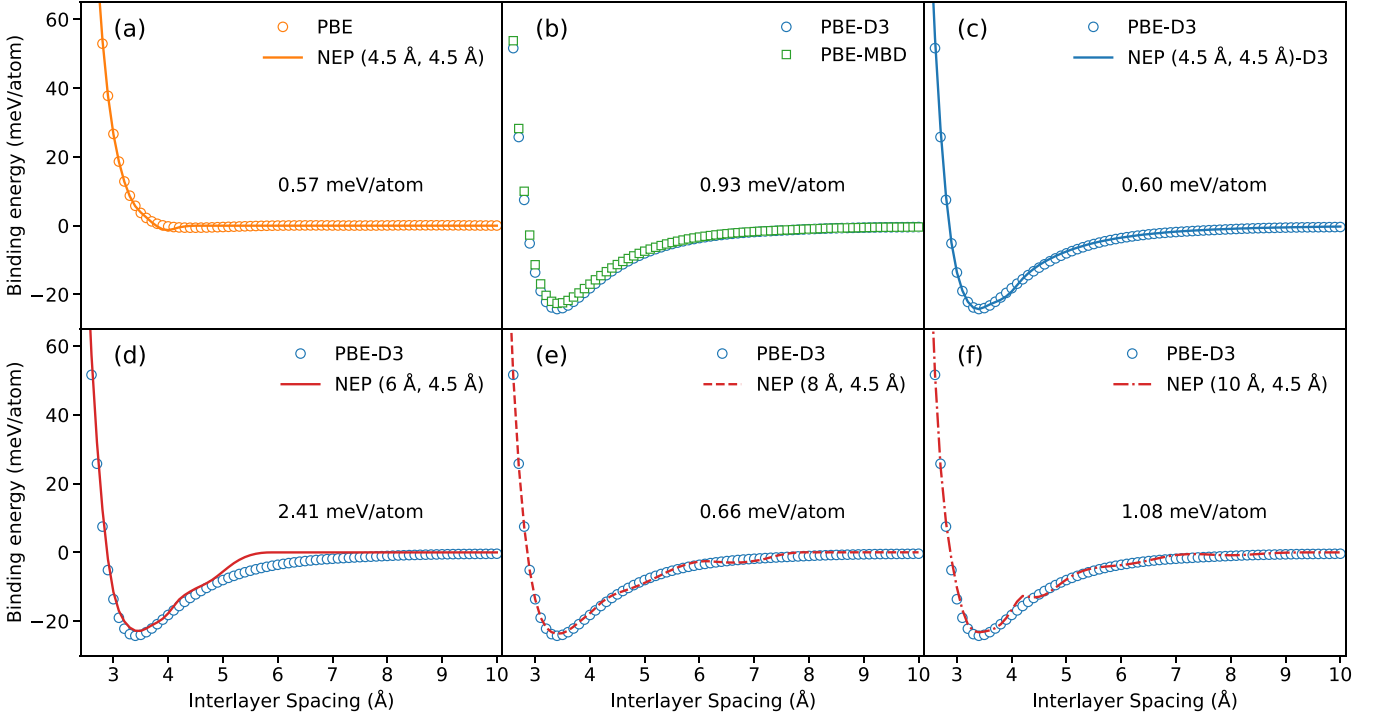 (a)
PBE
NEP (4.5 Å, 4.5 Å)
0.57 meV/atom
60
40
20
0
−20
Binding energy (meV/atom)
(b)
PBE-D3
PBE-MBD
0.93 meV/atom
(c)
PBE-D3
NEP (4.5 Å, 4.5 Å)-D3
0.60 meV/atom
(d)
PBE-D3
NEP (6 Å, 4.5 Å)
2.41 meV/atom
60
40
20
0
−20
Binding energy (meV/atom)
3 4 5 6 7 8 9 10
Interlayer Spacing (Å)
(e)
PBE-D3
NEP (8 Å, 4.5 Å)
0.66 meV/atom
3 4 5 6 7 8 9 10
Interlayer Spacing (Å)
(f)
PBE-D3
NEP (10 Å, 4.5 Å)
1.08 meV/atom
3 4 5 6 7 8 9 10
Interlayer Spacing (Å)